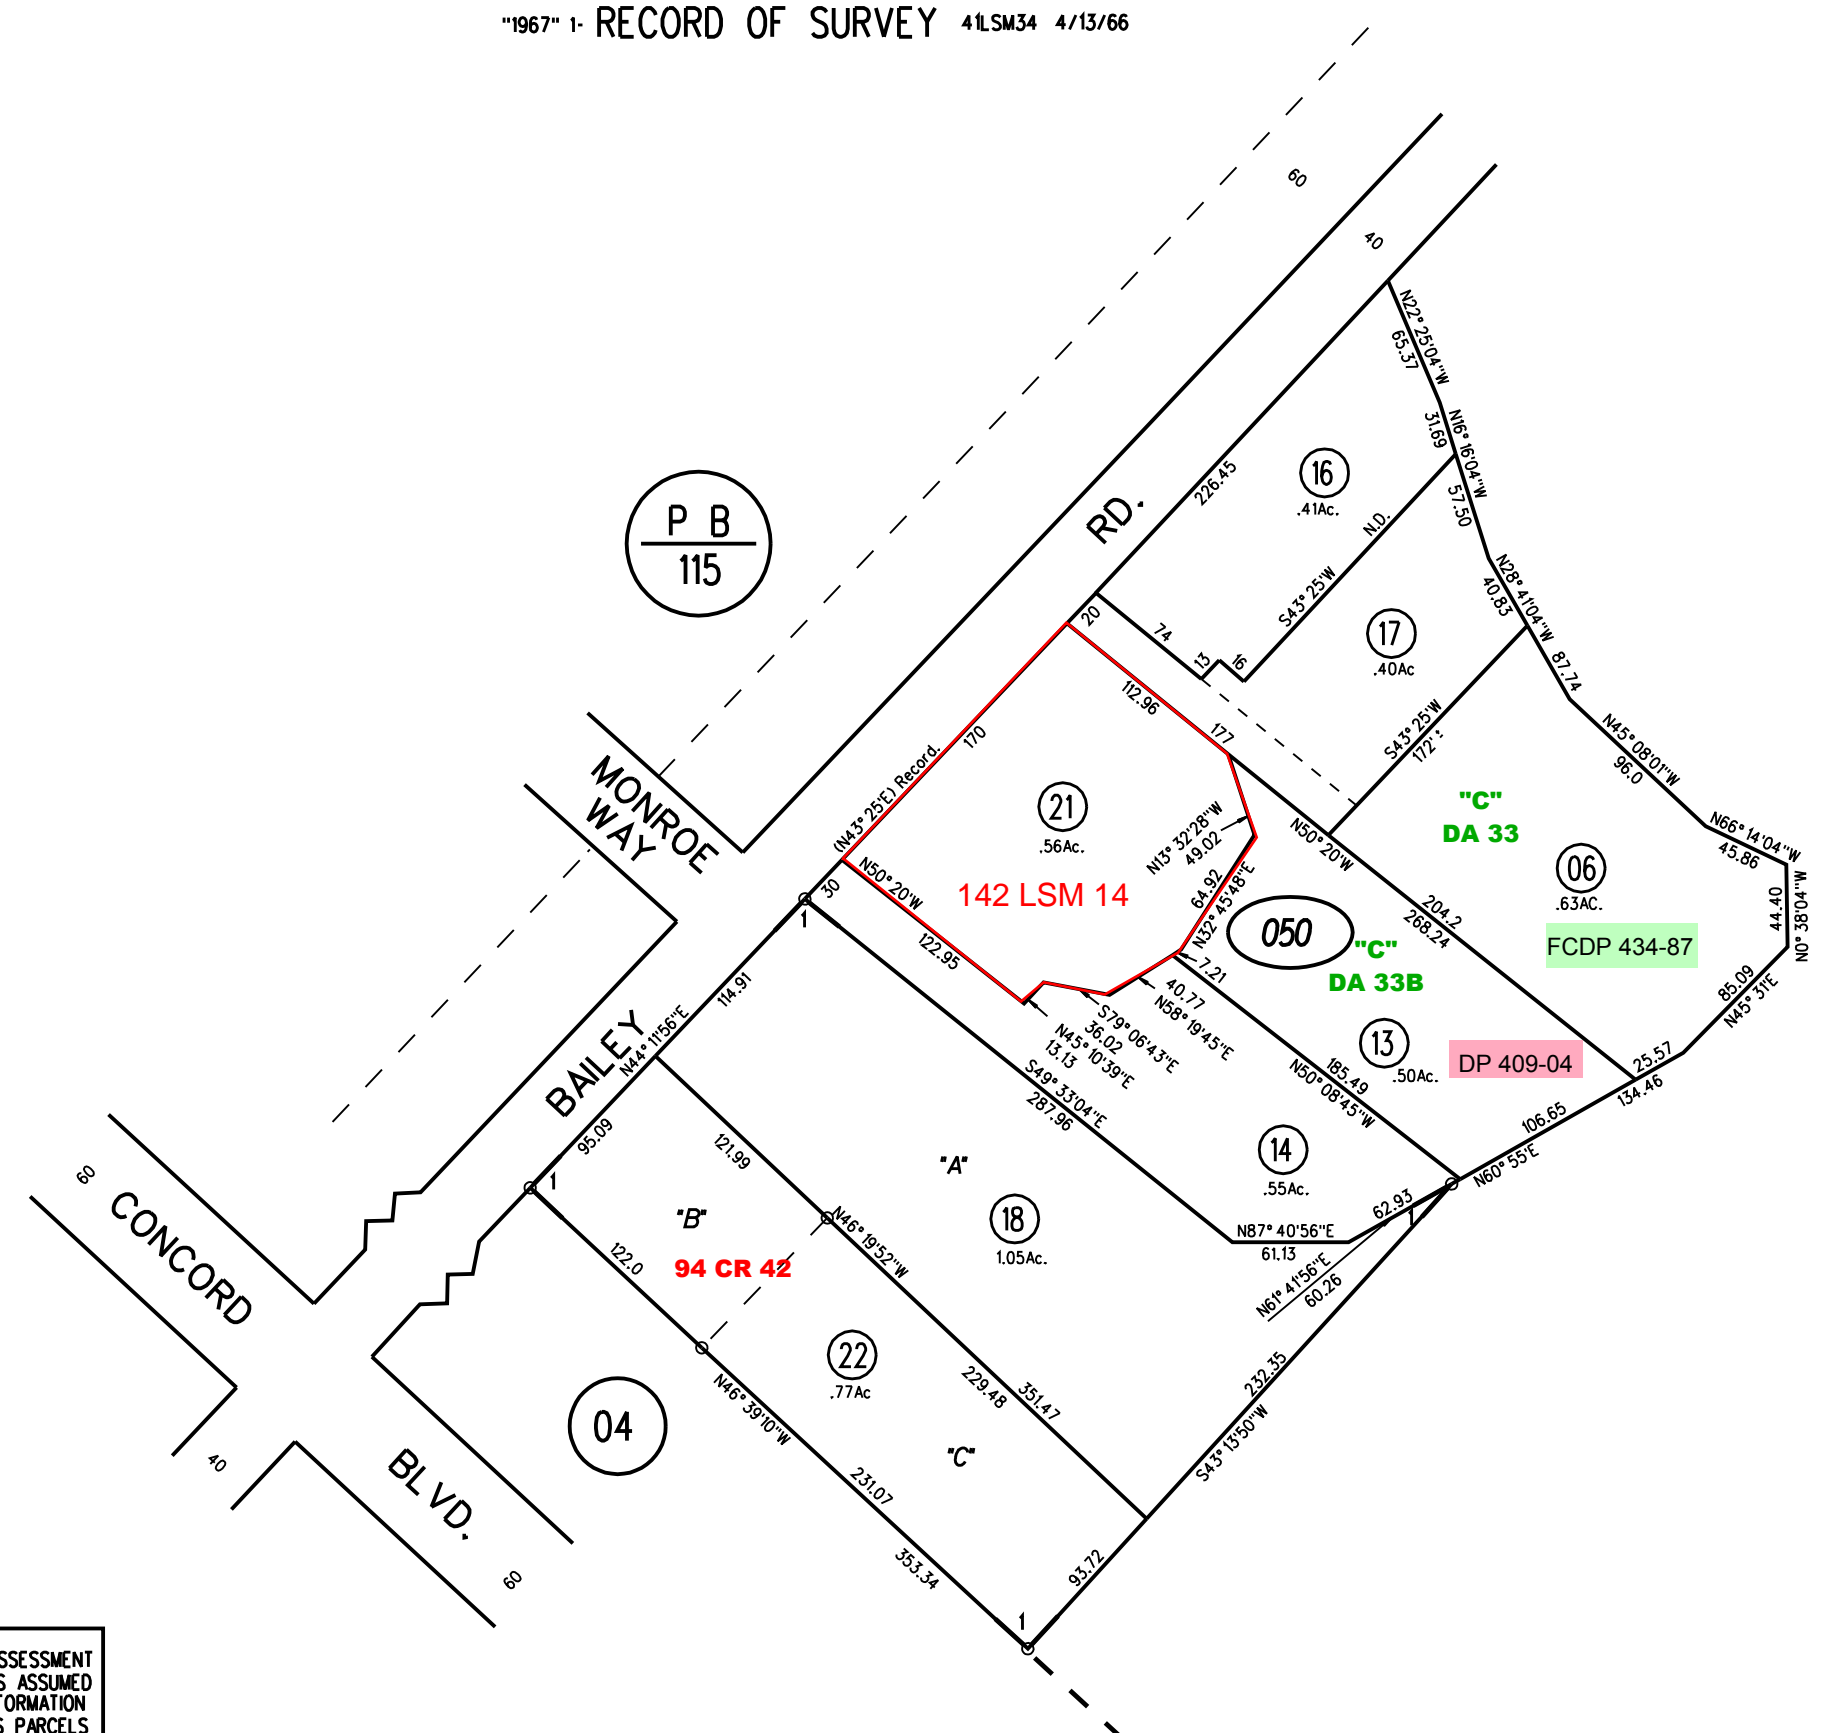 "1967" 1- RECORD OF SURVEY 41LSM34 4/13/66
60
40
N22° 25'04"W
65.37
N16° 16'04"W
31.69
57.50
16
.41Ac.
226.45
RD.
P B
115
N.D.
S43° 25'W
N28° 41'04"W
40.83
87.74
17
.40Ac
20
74
13
16
112.96
177
170
(N43° 25'E) Record.
S43° 25'W
172' ±
N45° 08'01"W
96.0
MONROE
WAY
21
.56Ac.
N13° 32'28"W
49.02
N50° 20'W
"C"
DA 33
N66° 14'04"W
45.86
06
.63AC.
44.40
N0° 38'04"W
30
1
N50° 20'W
122.95
142 LSM 14
64.92
N32° 45'48"E
050
"C"
DA 33B
204.2
268.24
FCDP 434-87
7.21
40.77
N58° 19'45"E
S79° 06'43"E
36.02
N45° 10'39"E
13.13
85.09
N45° 31'E
114.91
N44° 11'56"E
BAILEY
13
.50Ac.
DP 409-04
185.49
N50° 08'45"W
25.57
134.46
S49° 33'04"E
287.96
106.65
N60° 55'E
95.09
1
121.99
"A"
14
.55Ac.
60
CONCORD
"B"
94 CR 42
122.0
N46° 19'52"W
18
1.05Ac.
62.93
1
N87° 40'56"E
61.13
N61° 41'56"E
60.26
22
.77Ac
N46° 39'10"W
229.48
351.47
232.35
S43° 13'50"W
04
40
BLVD.
60
"C"
231.07
353.34
93.72
1
ASSUMED
PARCELS